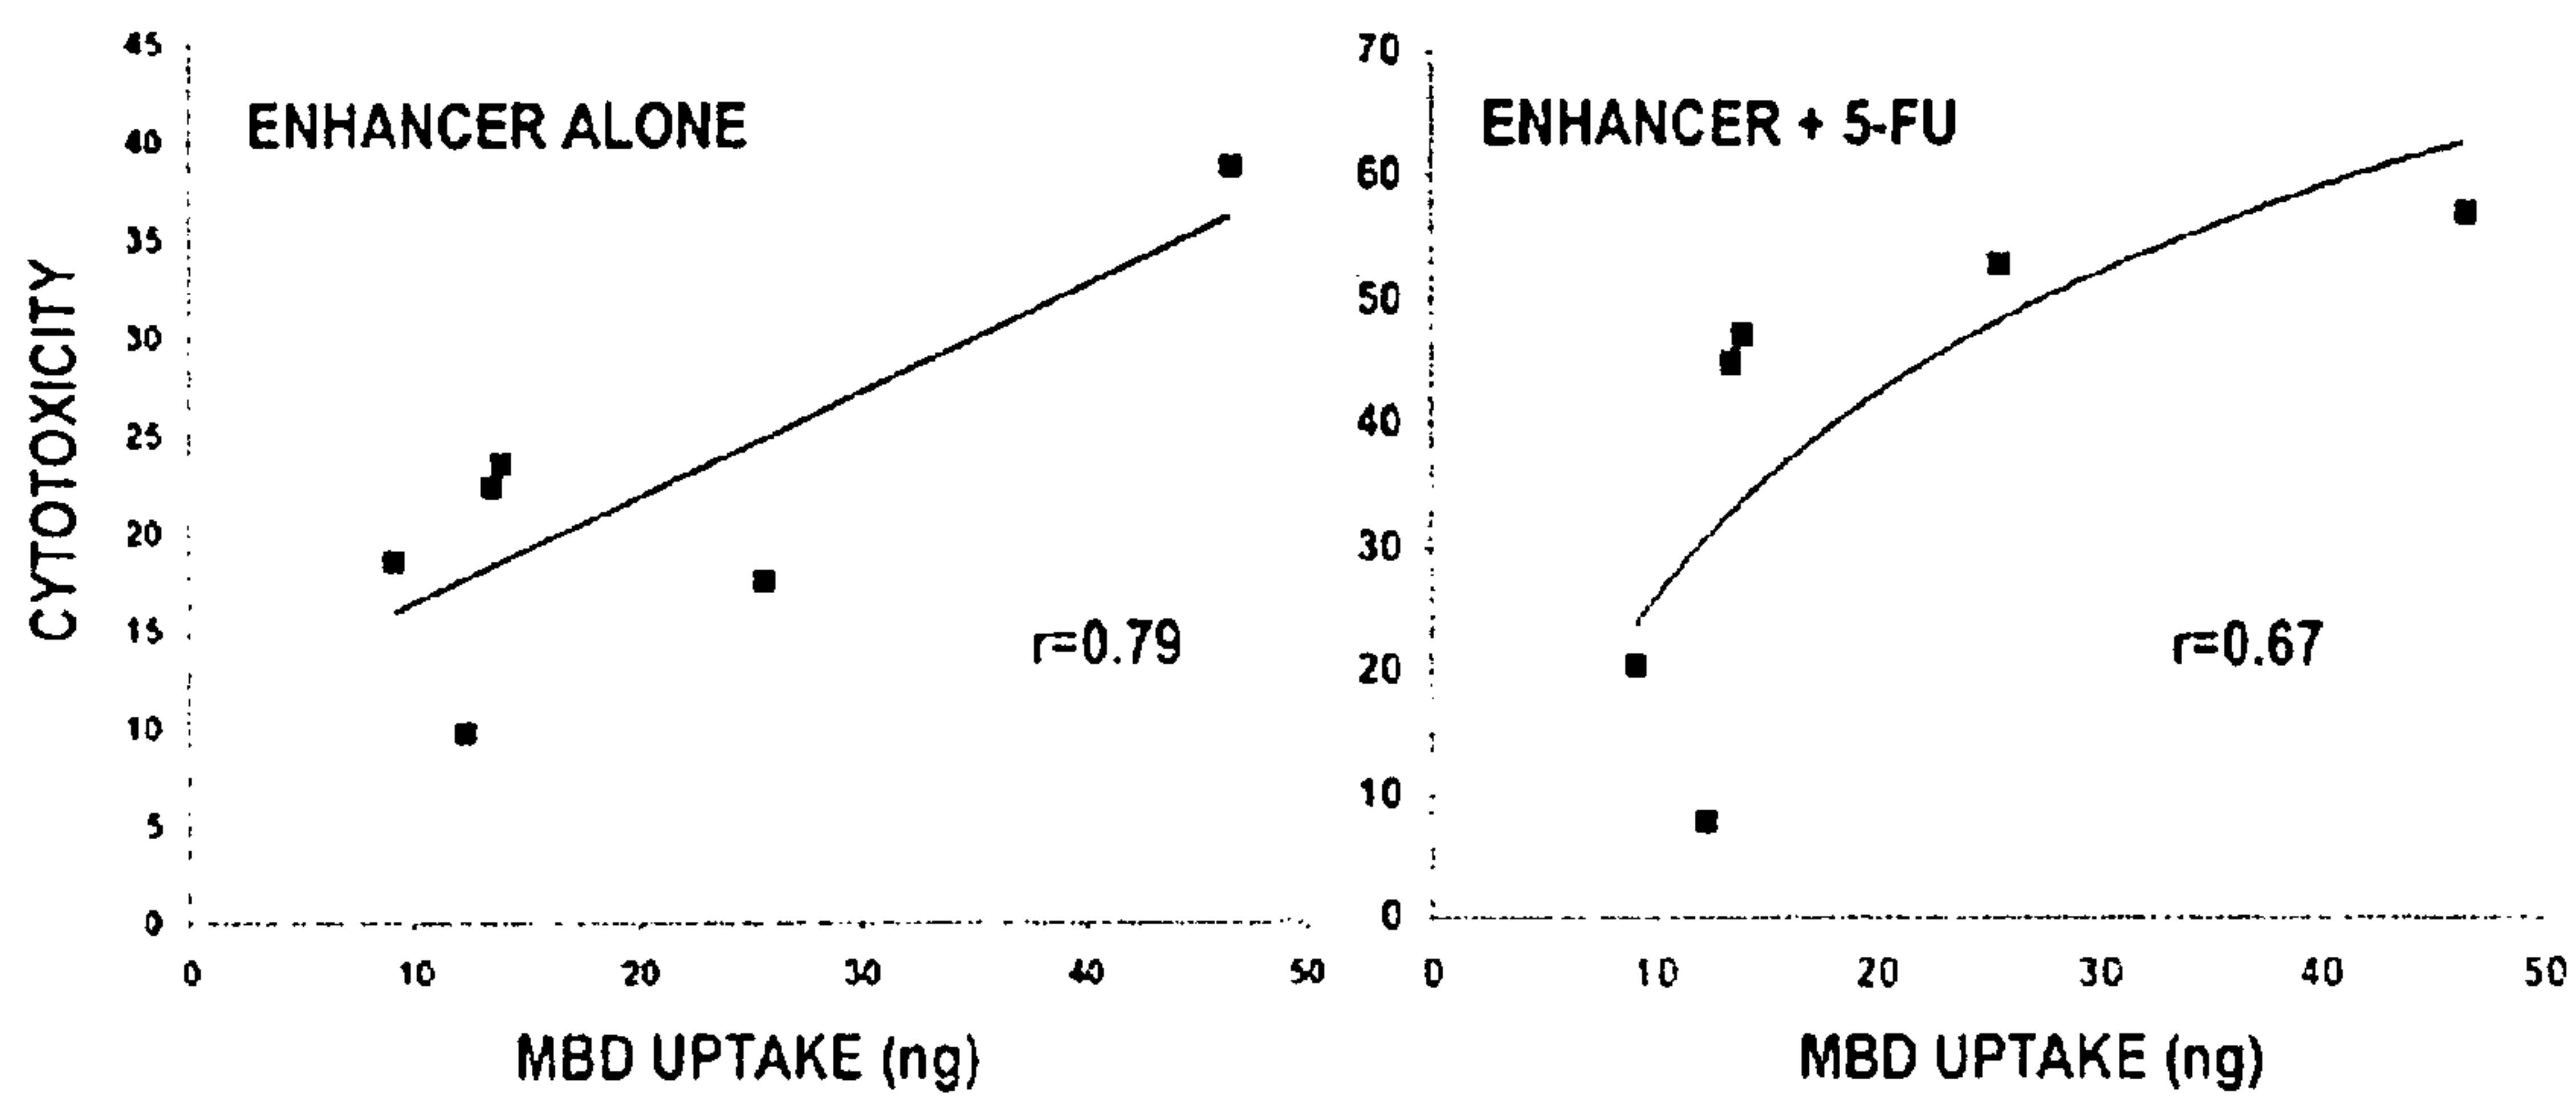 45
40
35
30
25
20
15
10
5
0
CYTOTOXICITY
ENHANCER ALONE
r=0.79
0 10 20 30 40 50
MBD UPTAKE (ng)
70
60
50
40
30
20
10
0
ENHANCER + 5-FU
r=0.67
0 10 20 30 40 50
MBD UPTAKE (ng)